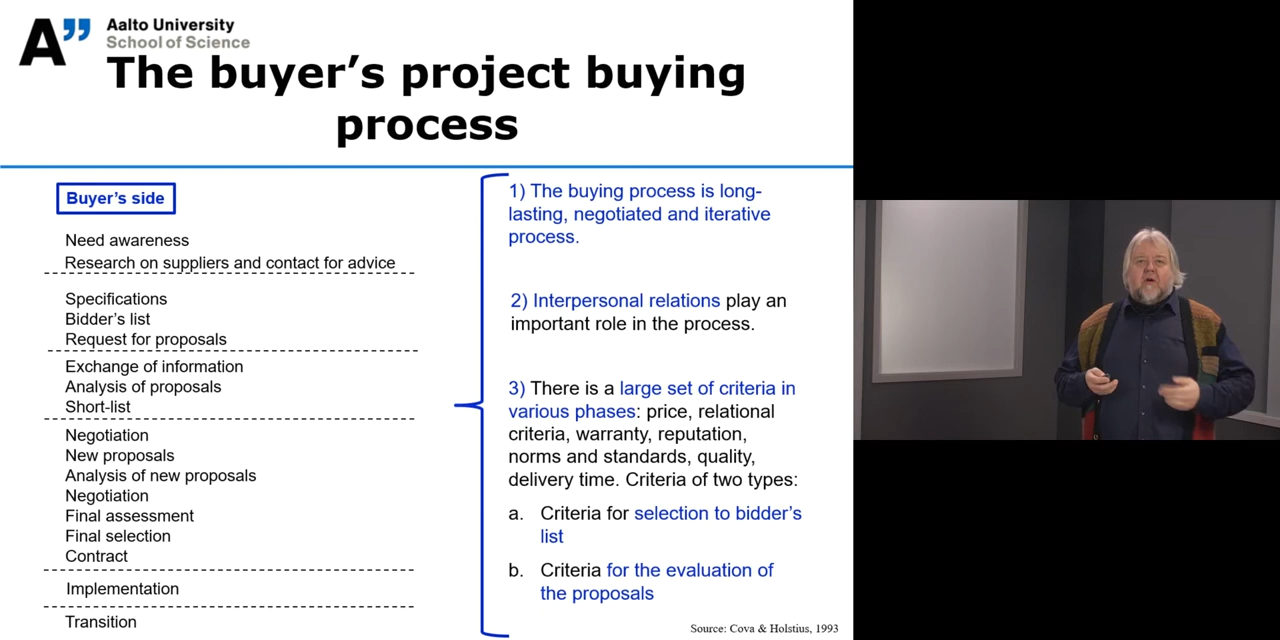 A”
Aalto University
School of Science
The buyer’s project buying
process
Buyer’s side
Need awareness
Research on suppliers and contact for advice
Specifications
Bidder’s list
Request for proposals
Exchange of information
Analysis of proposals
Short-list
Negotiation
New proposals
Analysis of new proposals
Negotiation
Final assessment
Final selection
Contract
Implementation
Transition
1) The buying process is long-
lasting, negotiated and iterative
process.
2) Interpersonal relations play an
important role in the process.
3) There is a large set of criteria in
various phases: price, relational
criteria, warranty, reputation,
norms and standards, quality,
delivery time. Criteria of two types:
a. Criteria for selection to bidder’s
list
b. Criteria for the evaluation of
the proposals
Source: Cova & Holstius, 1993